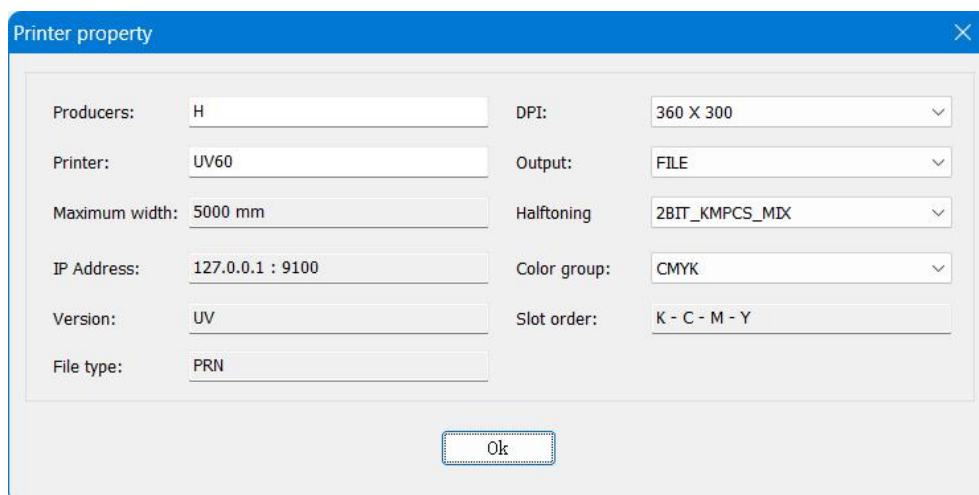 Printer property
Producers: H DPI: 360 X 300
Printer: UV60 Output: FILE
Maximum width: 5000 mm Halftoning 2BIT_KMPCS_MIX
IP Address: 127.0.0.1 : 9100 Color group: CMYK
Version: UV Slot order: K - C - M - Y
File type: PRN
Ok